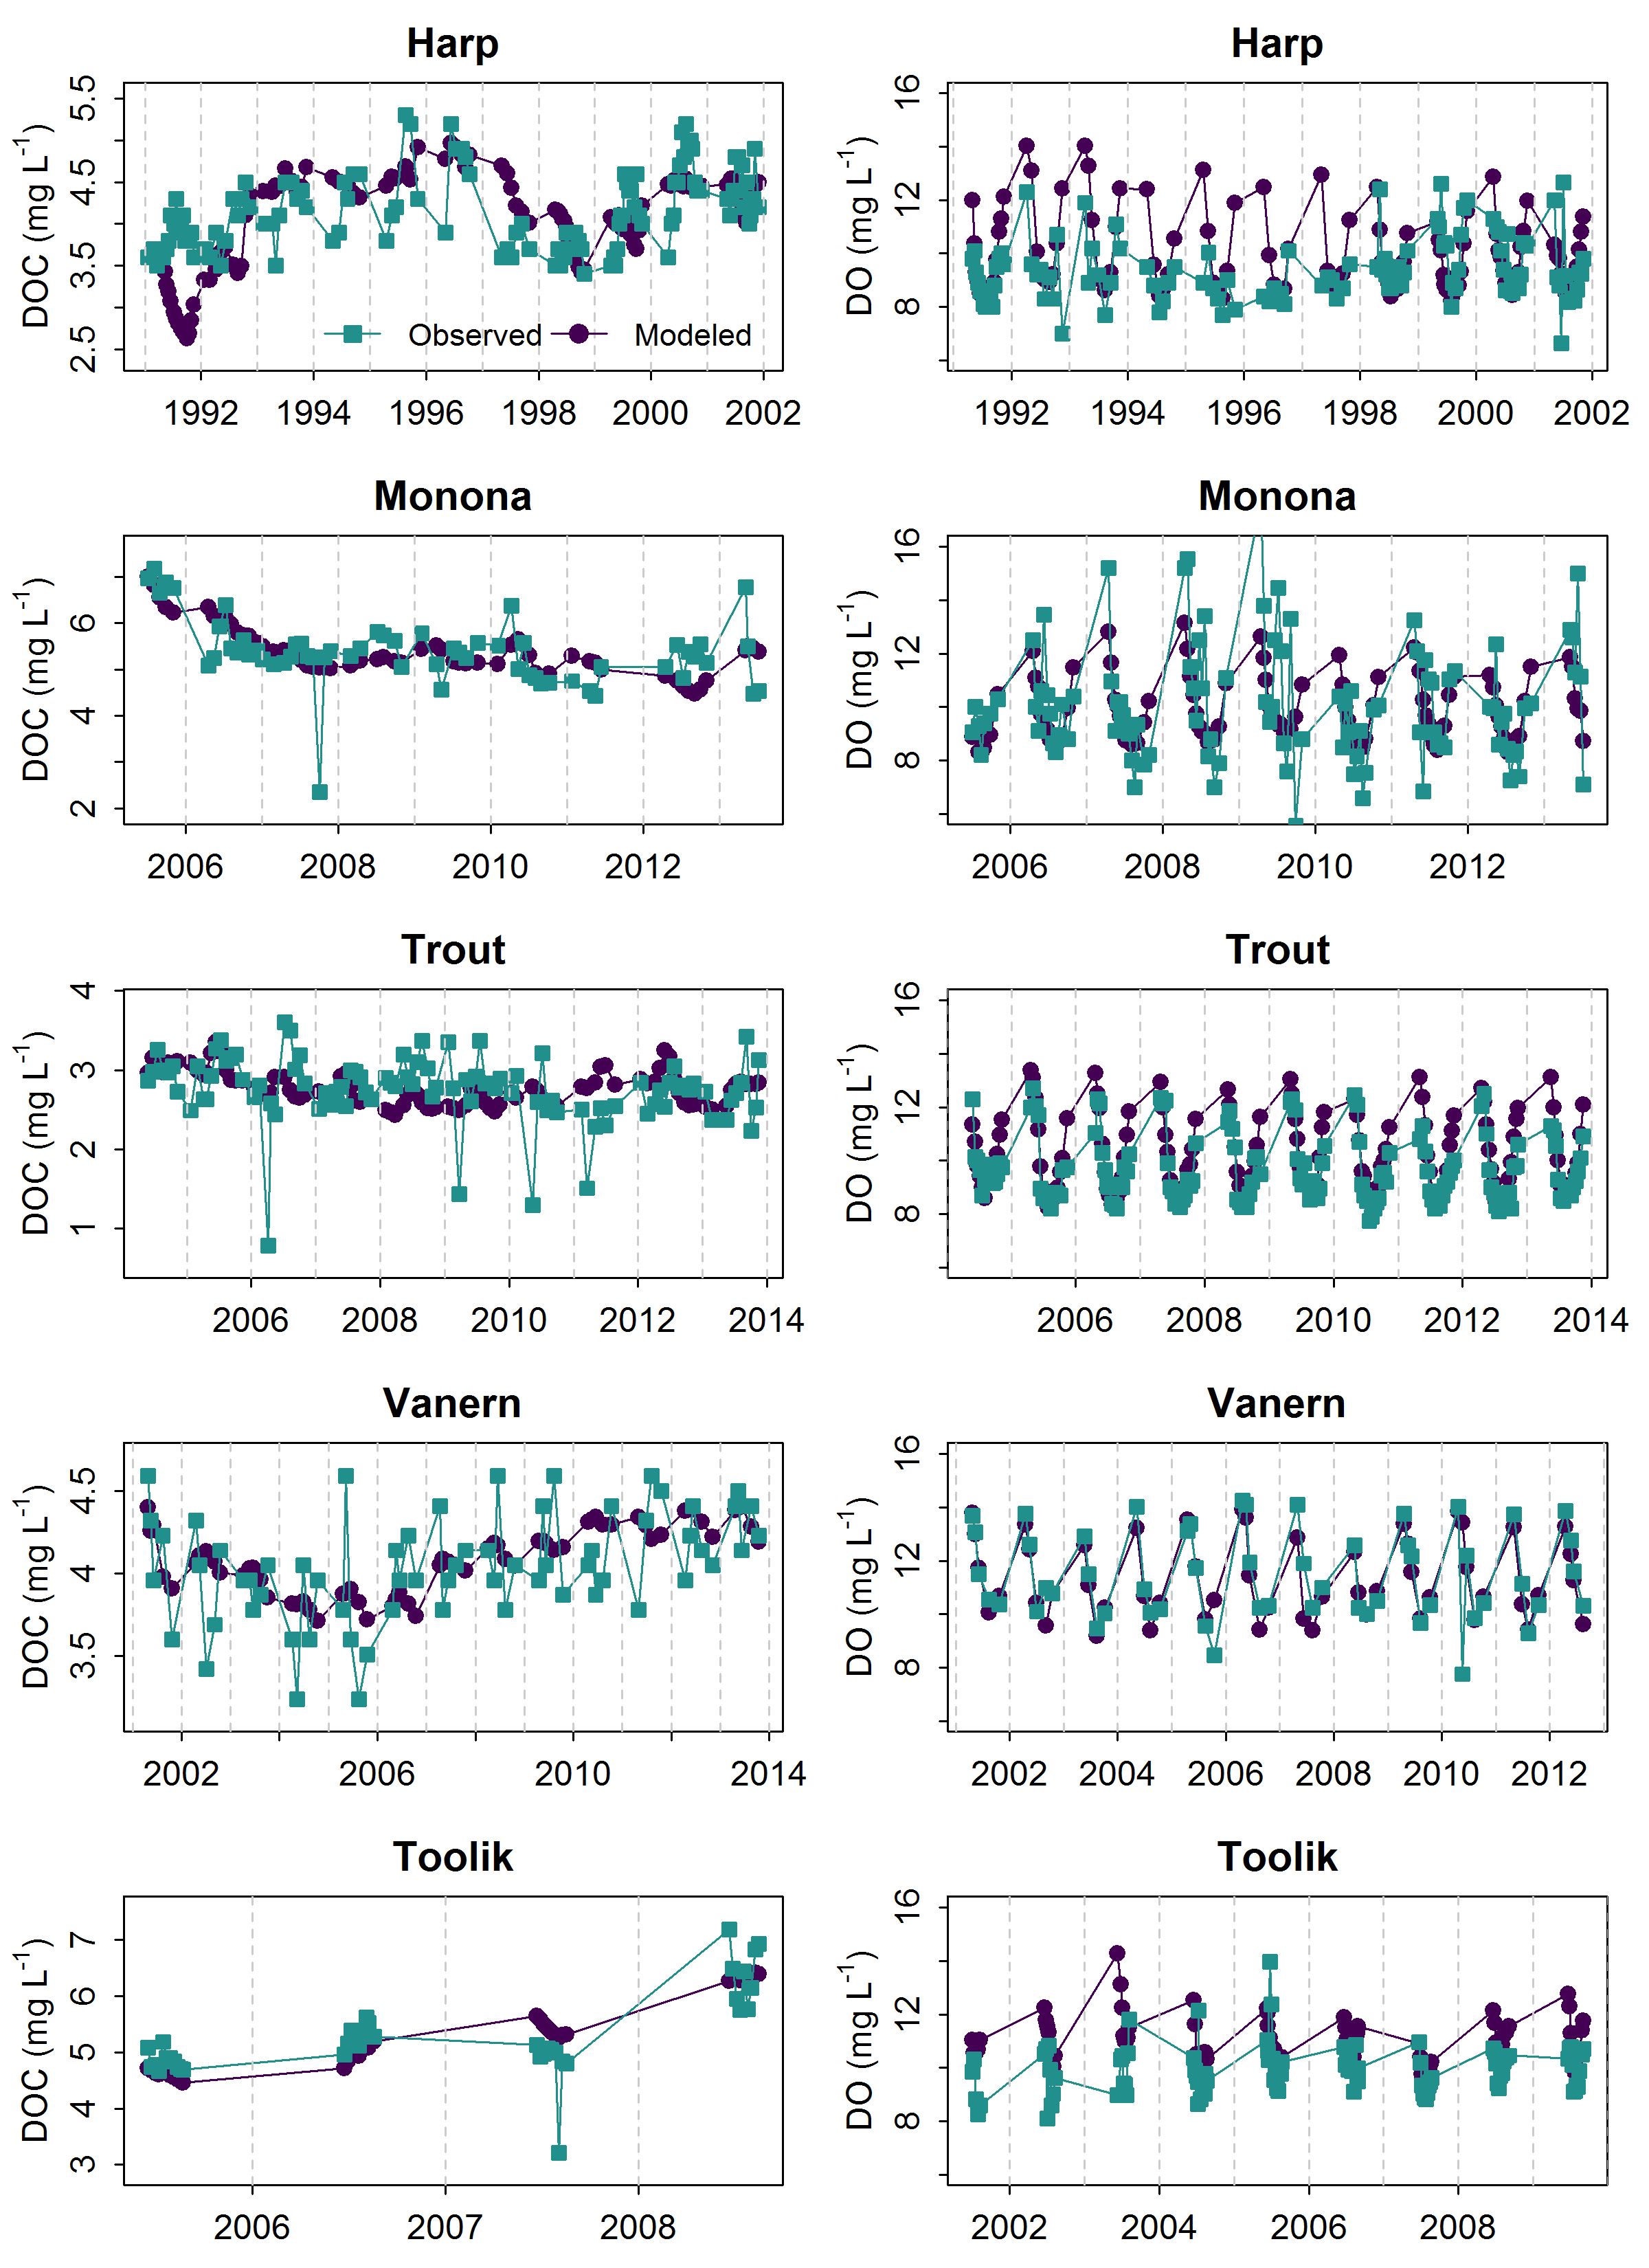 Harp Harp
DOC (mg L-1) 2.5 3.5 4.5 5.5
Observed Modeled
1992 1994 1996 1998 2000 2002
DO (mg L-1) 8 12 16
1992 1994 1996 1998 2000 2002
Monona Monona
DOC (mg L-1) 2 4 6
2006 2008 2010 2012
DO (mg L-1) 8 12 16
2006 2008 2010 2012
Trout Trout
DOC (mg L-1) 1 2 3 4
2006 2008 2010 2012 2014
DO (mg L-1) 8 12 16
2006 2008 2010 2012 2014
Vanern Vanern
DOC (mg L-1) 3.5 4 4.5
2002 2006 2010 2014
DO (mg L-1) 8 12 16
2002 2004 2006 2008 2010 2012
Toolik Toolik
DOC (mg L-1) 3 4 5 6 7
2006 2007 2008
DO (mg L-1) 8 12 16
2002 2004 2006 2008